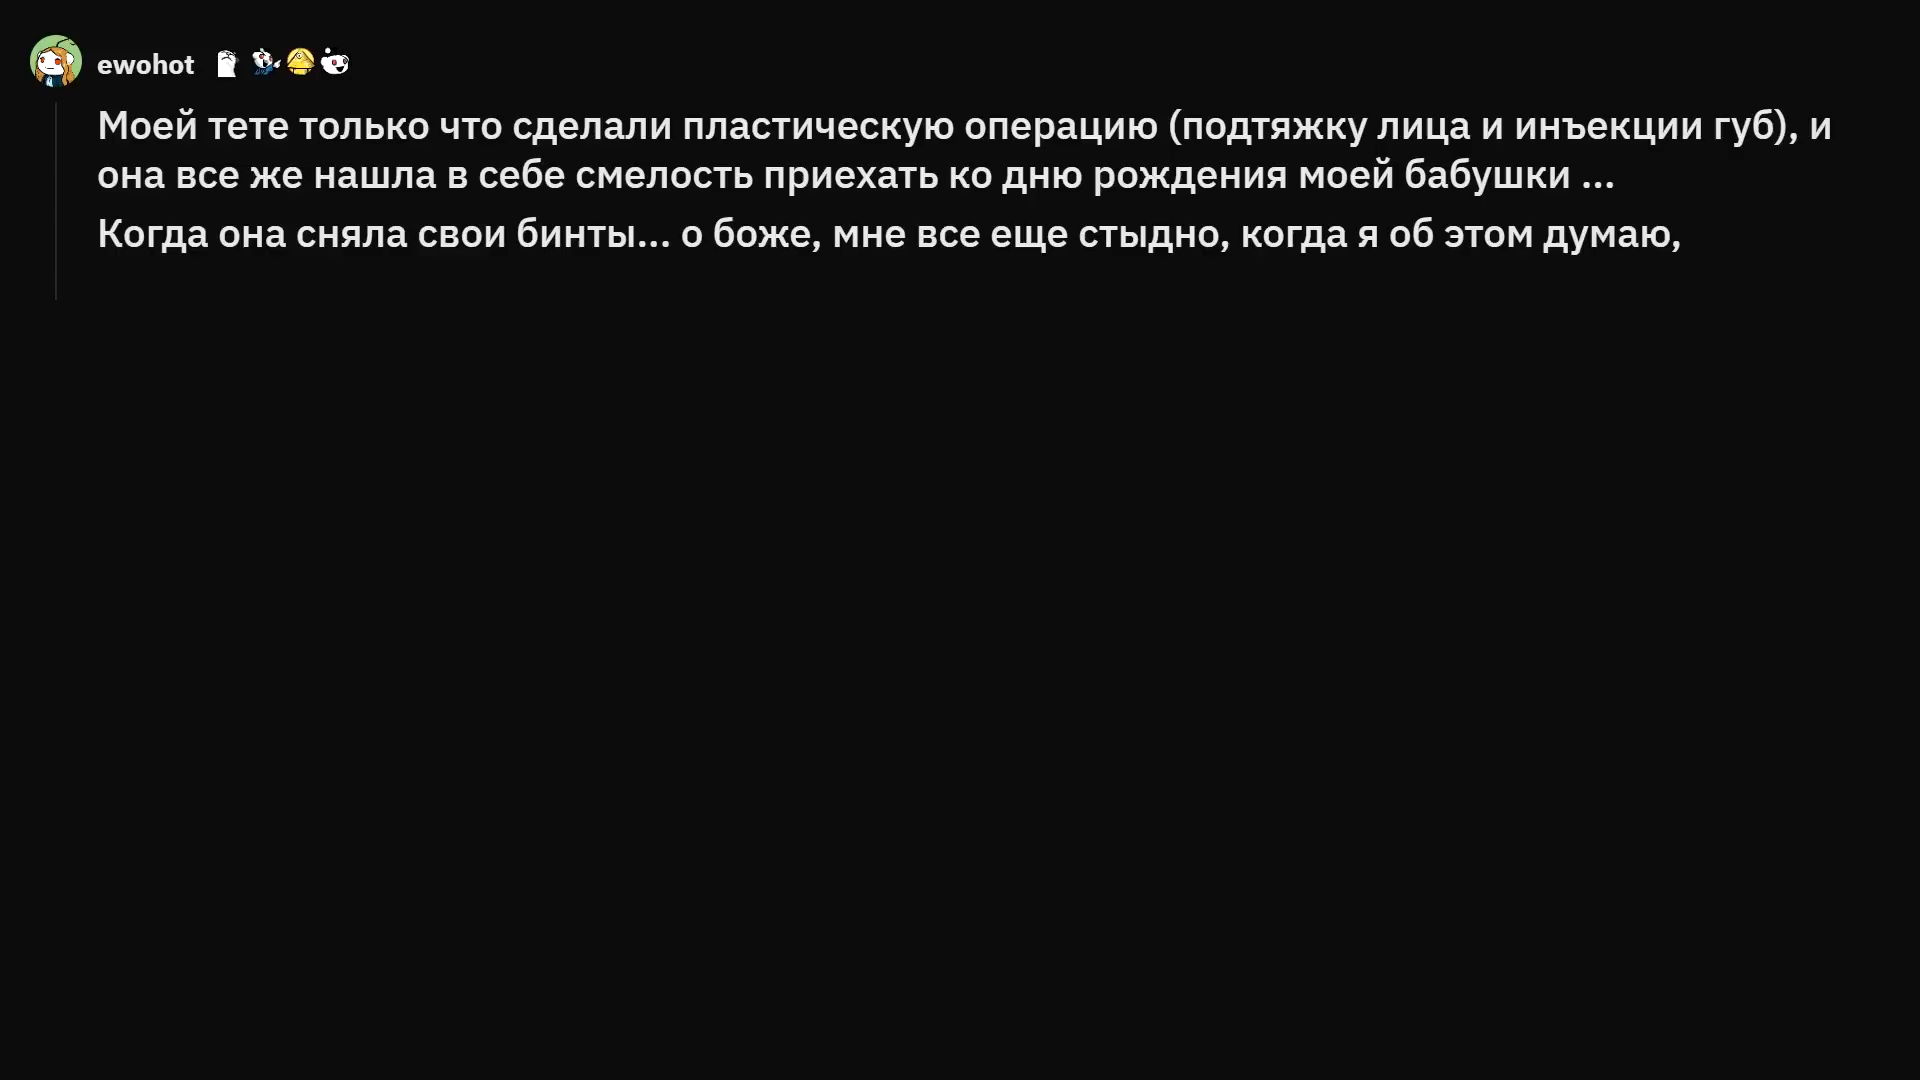 ewohot
Моей тете только что сделали пластическую операцию (подтяжку лица и инъекции губ), и
она все же нашла в себе смелость приехать ко дню рождения моей бабушки ...
Когда она сняла свои бинты... о боже, мне все еще стыдно, когда я об этом думаю,